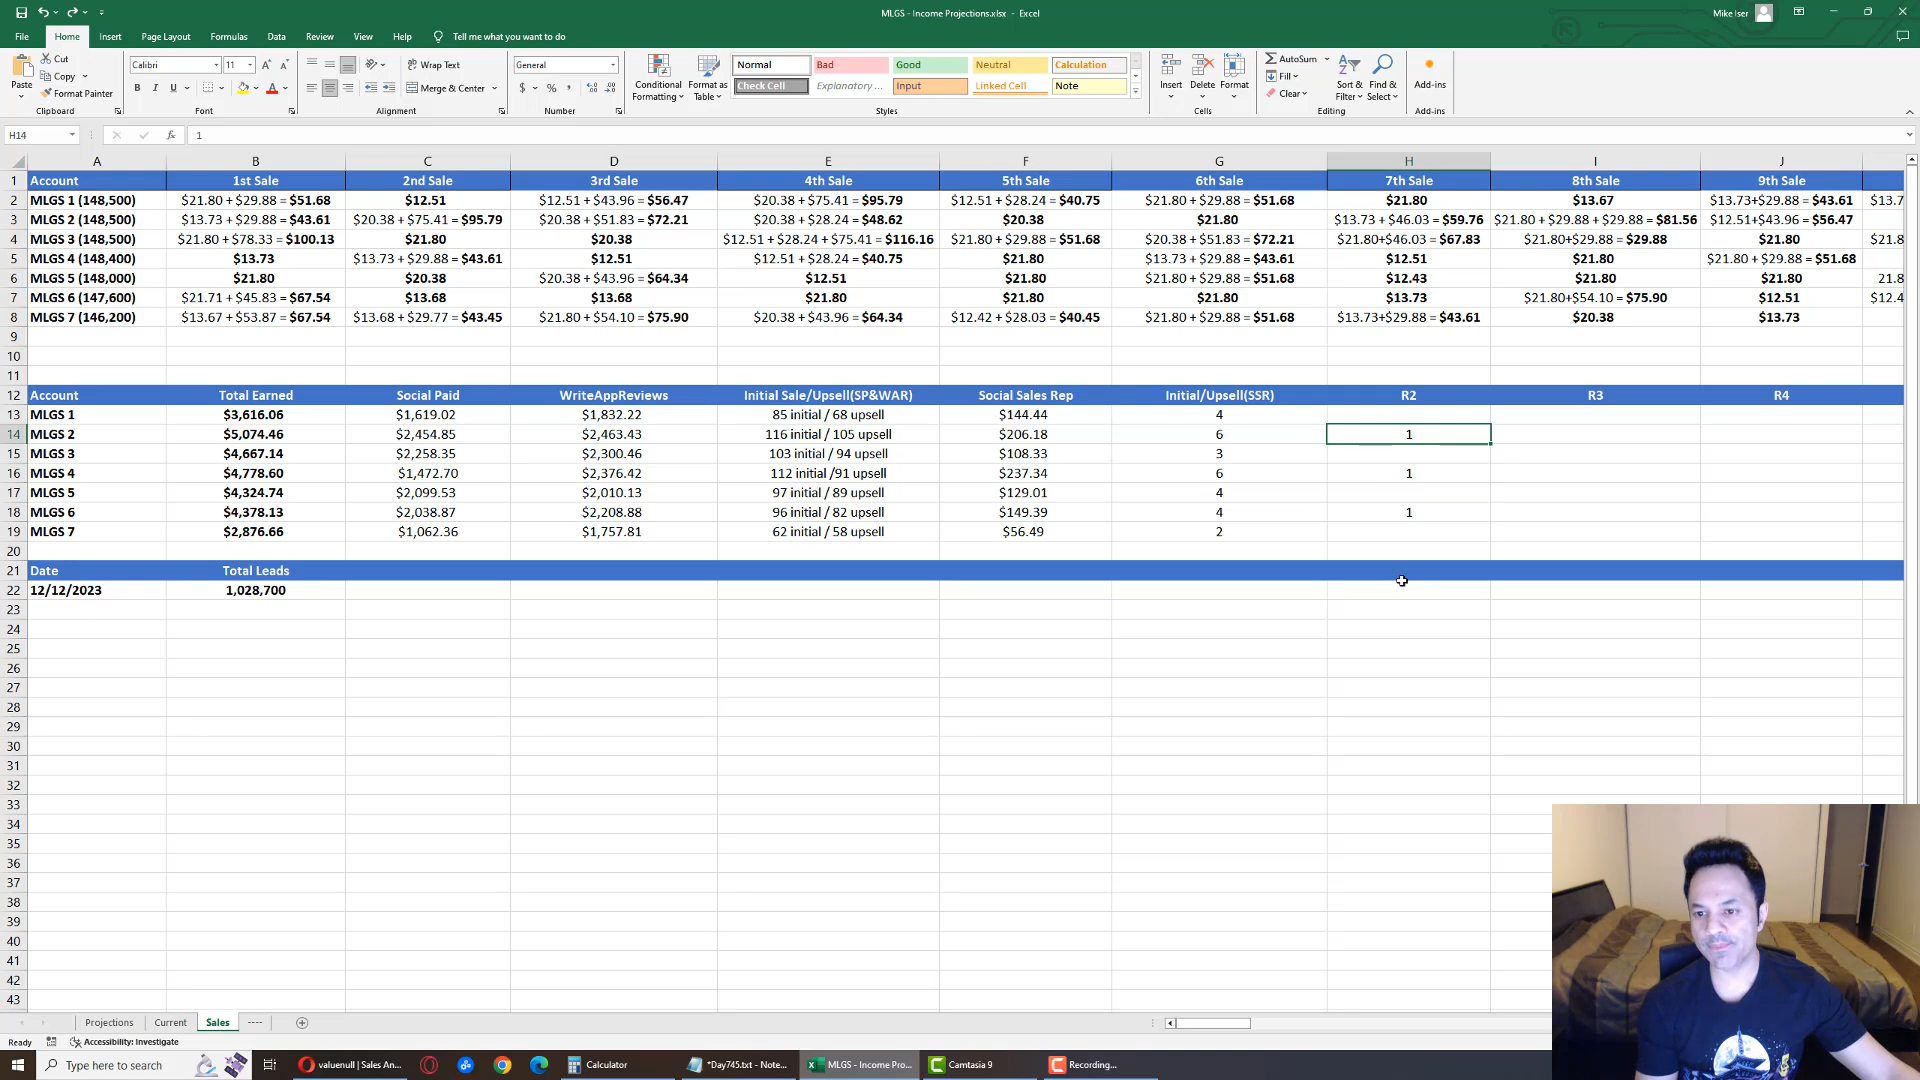 MLGS - Income Projections.xlsx - Excel
Mike Iser
File Home Insert Page Layout Formulas Data Review View Help Tell me what you want to do
Paste Cut Copy Format Painter Clipboard
Calibri 11 B I U Font
Wrap Text Merge & Center Alignment
General $ % , Number
Conditional Formatting Format as Table
Normal Bad Good Neutral Calculation
Check Cell Explanatory ... Input Linked Cell Note
Styles
Insert Delete Format Cells
AutoSum Fill Clear Sort & Filter Find & Select Editing
Add-ins Add-ins
H14 fx 1
A B C D E F G H I J
1 Account 1st Sale 2nd Sale 3rd Sale 4th Sale 5th Sale 6th Sale 7th Sale 8th Sale 9th Sale
2 MLGS 1 (148,500) $21.80 + $29.88 = $51.68 $12.51 $12.51 + $43.96 = $56.47 $20.38 + $75.41 = $95.79 $12.51 + $28.24 = $40.75 $21.80 + $29.88 = $51.68 $21.80 $13.67 $13.73+$29.88 = $43.61 $13.7
3 MLGS 2 (148,500) $13.73 + $29.88 = $43.61 $20.38 + $75.41 = $95.79 $20.38 + $51.83 = $72.21 $20.38 + $28.24 = $48.62 $20.38 $21.80 $13.73 + $46.03 = $59.76 $21.80 + $29.88 + $29.88 = $81.56 $12.51+$43.96 = $56.47
4 MLGS 3 (148,500) $21.80 + $78.33 = $100.13 $21.80 $20.38 $12.51 + $28.24 + $75.41 = $116.16 $21.80 + $29.88 = $51.68 $20.38 + $51.83 = $72.21 $21.80+$46.03 = $67.83 $21.80+$29.88 = $29.88 $21.80 $21.8
5 MLGS 4 (148,400) $13.73 $13.73 + $29.88 = $43.61 $12.51 $12.51 + $28.24 = $40.75 $21.80 $13.73 + $29.88 = $43.61 $12.51 $21.80 $21.80 + $29.88 = $51.68
6 MLGS 5 (148,000) $21.80 $20.38 $20.38 + $43.96 = $64.34 $12.51 $21.80 $21.80 + $29.88 = $51.68 $12.43 $21.80 $21.80 21.8
7 MLGS 6 (147,600) $21.71 + $45.83 = $67.54 $13.68 $13.68 $21.80 $21.80 $21.80 $13.73 $21.80+$54.10 = $75.90 $12.51 $12.4
8 MLGS 7 (146,200) $13.67 + $53.87 = $67.54 $13.68 + $29.77 = $43.45 $21.80 + $54.10 = $75.90 $20.38 + $43.96 = $64.34 $12.42 + $28.03 = $40.45 $21.80 + $29.88 = $51.68 $13.73+$29.88 = $43.61 $20.38 $13.73
9
10
11
12 Account Total Earned Social Paid WriteAppReviews Initial Sale/Upsell(SP&WAR) Social Sales Rep Initial/Upsell(SSR) R2 R3 R4
13 MLGS 1 $3,616.06 $1,619.02 $1,832.22 85 initial / 68 upsell $144.44 4
14 MLGS 2 $5,074.46 $2,454.85 $2,463.43 116 initial / 105 upsell $206.18 6 1
15 MLGS 3 $4,667.14 $2,258.35 $2,300.46 103 initial / 94 upsell $108.33 3
16 MLGS 4 $4,778.60 $1,472.70 $2,376.42 112 initial /91 upsell $237.34 6 1
17 MLGS 5 $4,324.74 $2,099.53 $2,010.13 97 initial / 89 upsell $129.01 4
18 MLGS 6 $4,378.13 $2,038.87 $2,208.88 96 initial / 82 upsell $149.39 4 1
19 MLGS 7 $2,876.66 $1,062.36 $1,757.81 62 initial / 58 upsell $56.49 2
20
21 Date Total Leads
22 12/12/2023 1,028,700
23
24
25
26
27
28
29
30
31
32
33
34
35
36
37
38
39
40
41
42
43
Projections Current Sales ----
Ready Accessibility: Investigate
Type here to search valuenull | Sales An... Calculator *Day745.txt - Note... MLGS - Income Pro... Camtasia 9 Recording...